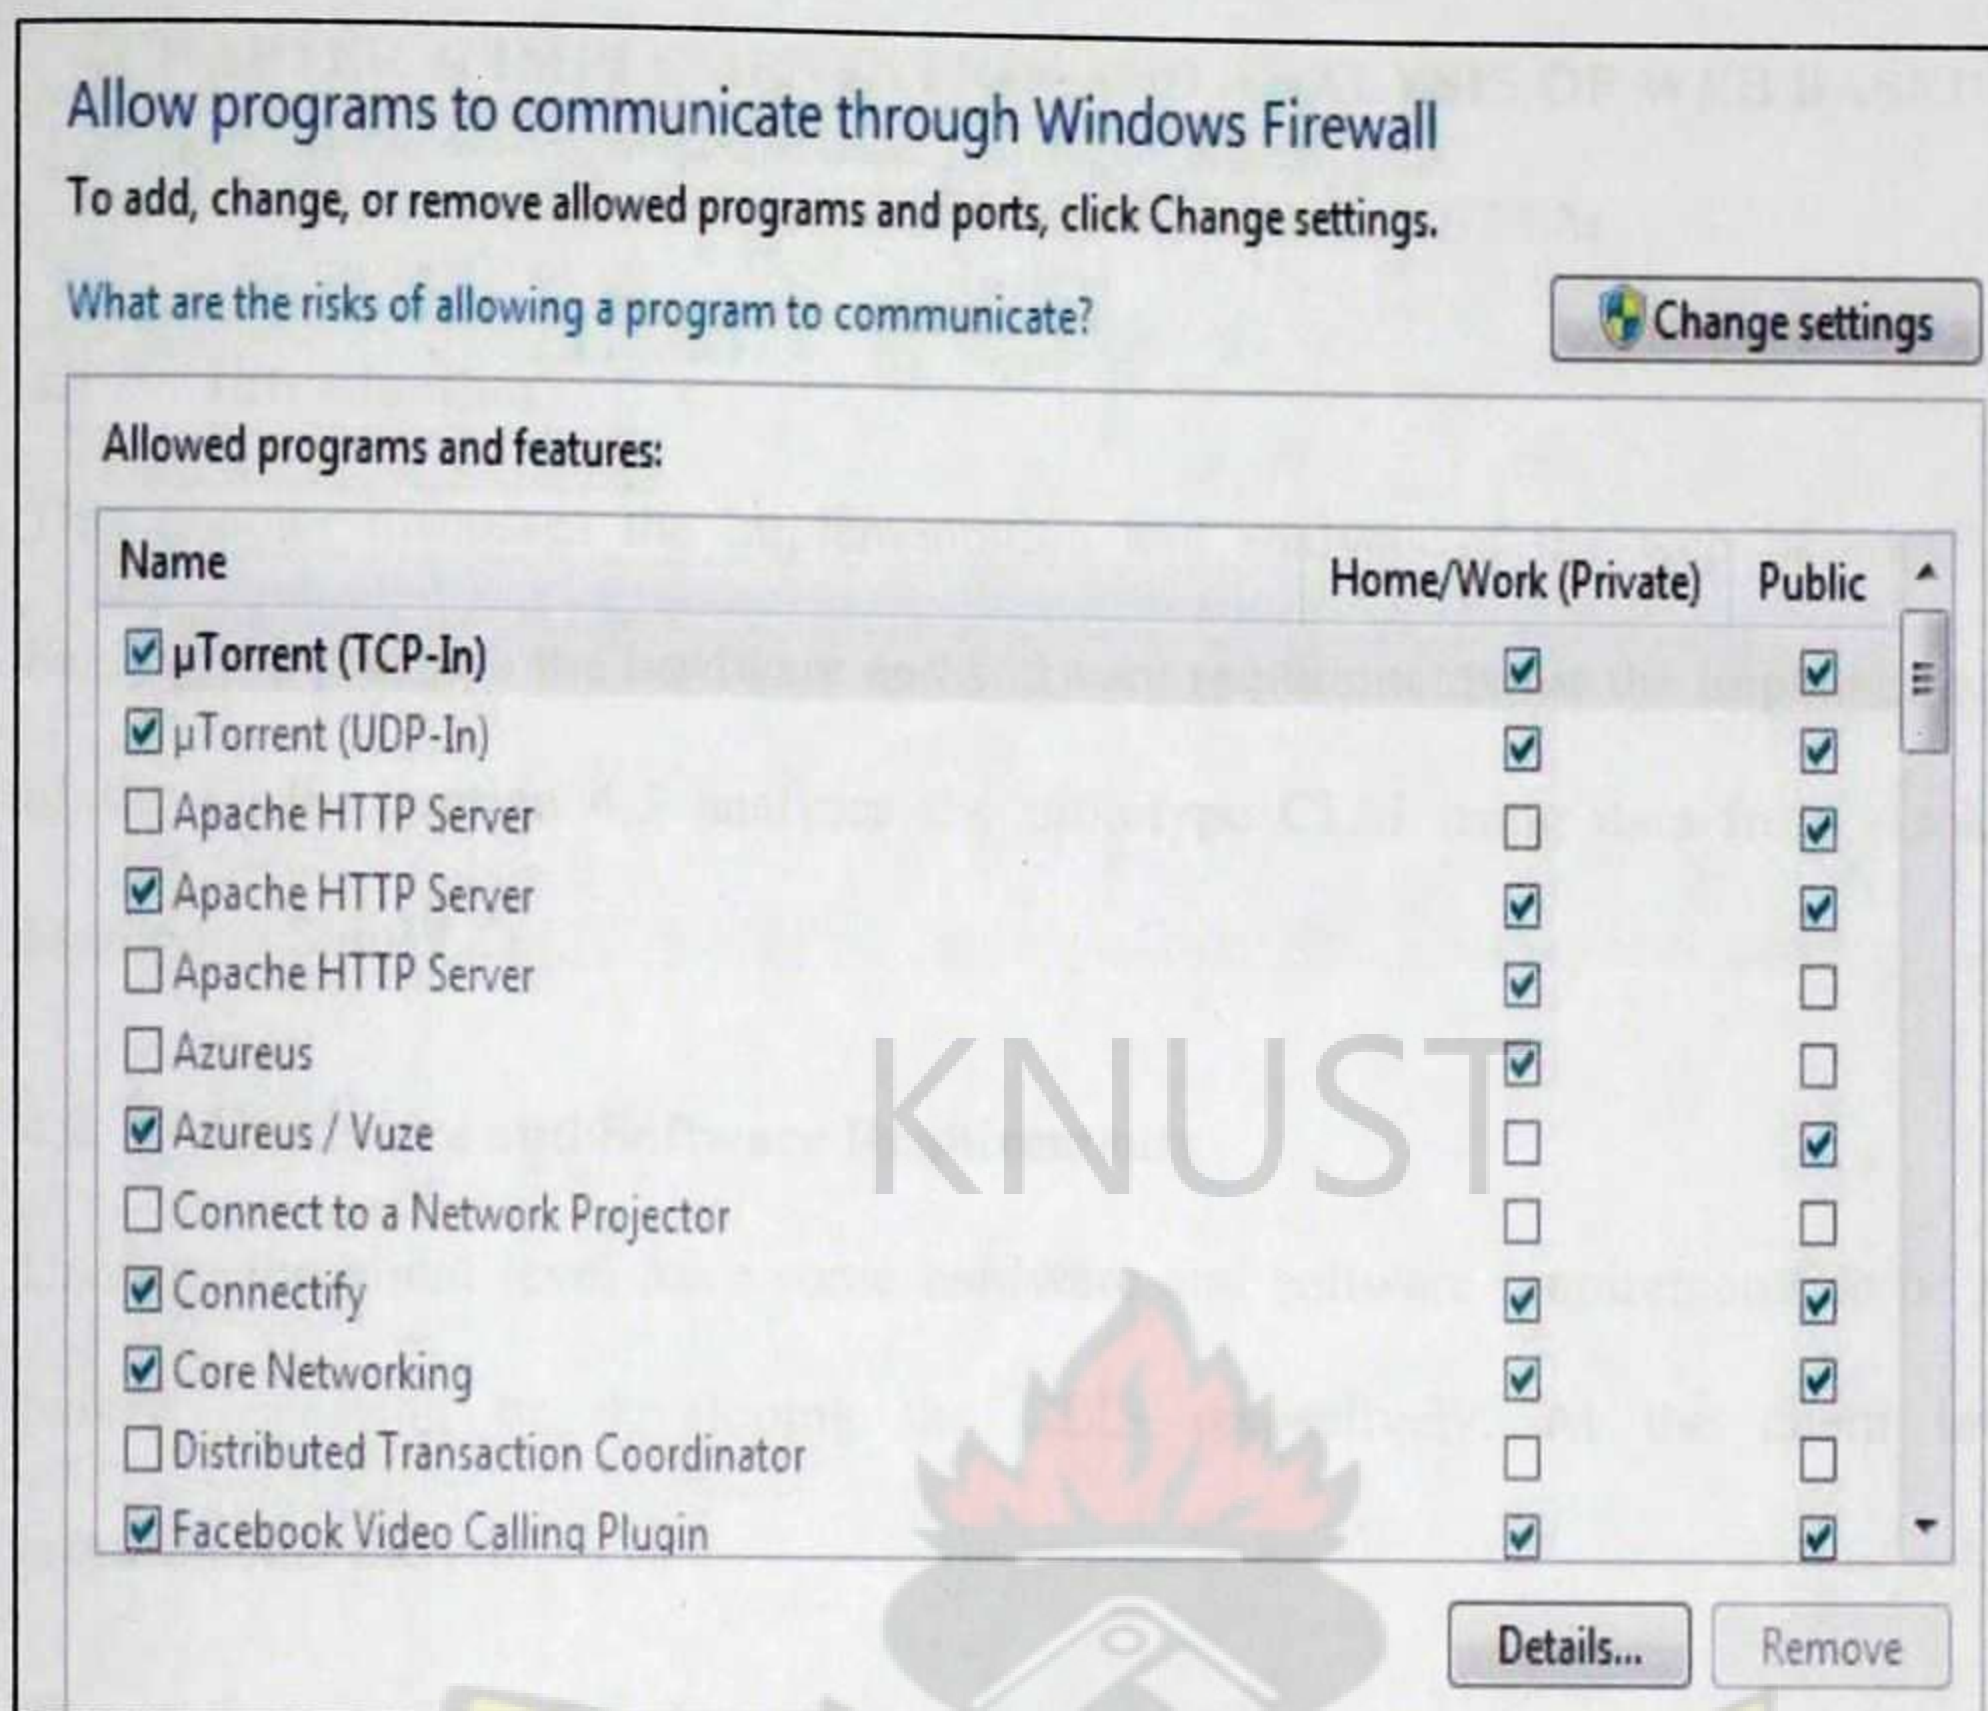 Allow programs to communicate through Windows Firewall
To add, change, or remove allowed programs and ports, click Change settings.
What are the risks of allowing a program to communicate?
Change settings
Allowed programs and features:
Name Home/Work (Private) Public
µTorrent (TCP-In)
µTorrent (UDP-In)
Apache HTTP Server
Apache HTTP Server
Apache HTTP Server
Azureus
Azureus / Vuze
Connect to a Network Projector
Connectify
Core Networking
Distributed Transaction Coordinator
Facebook Video Calling Plugin
KNUST
Details... Remove